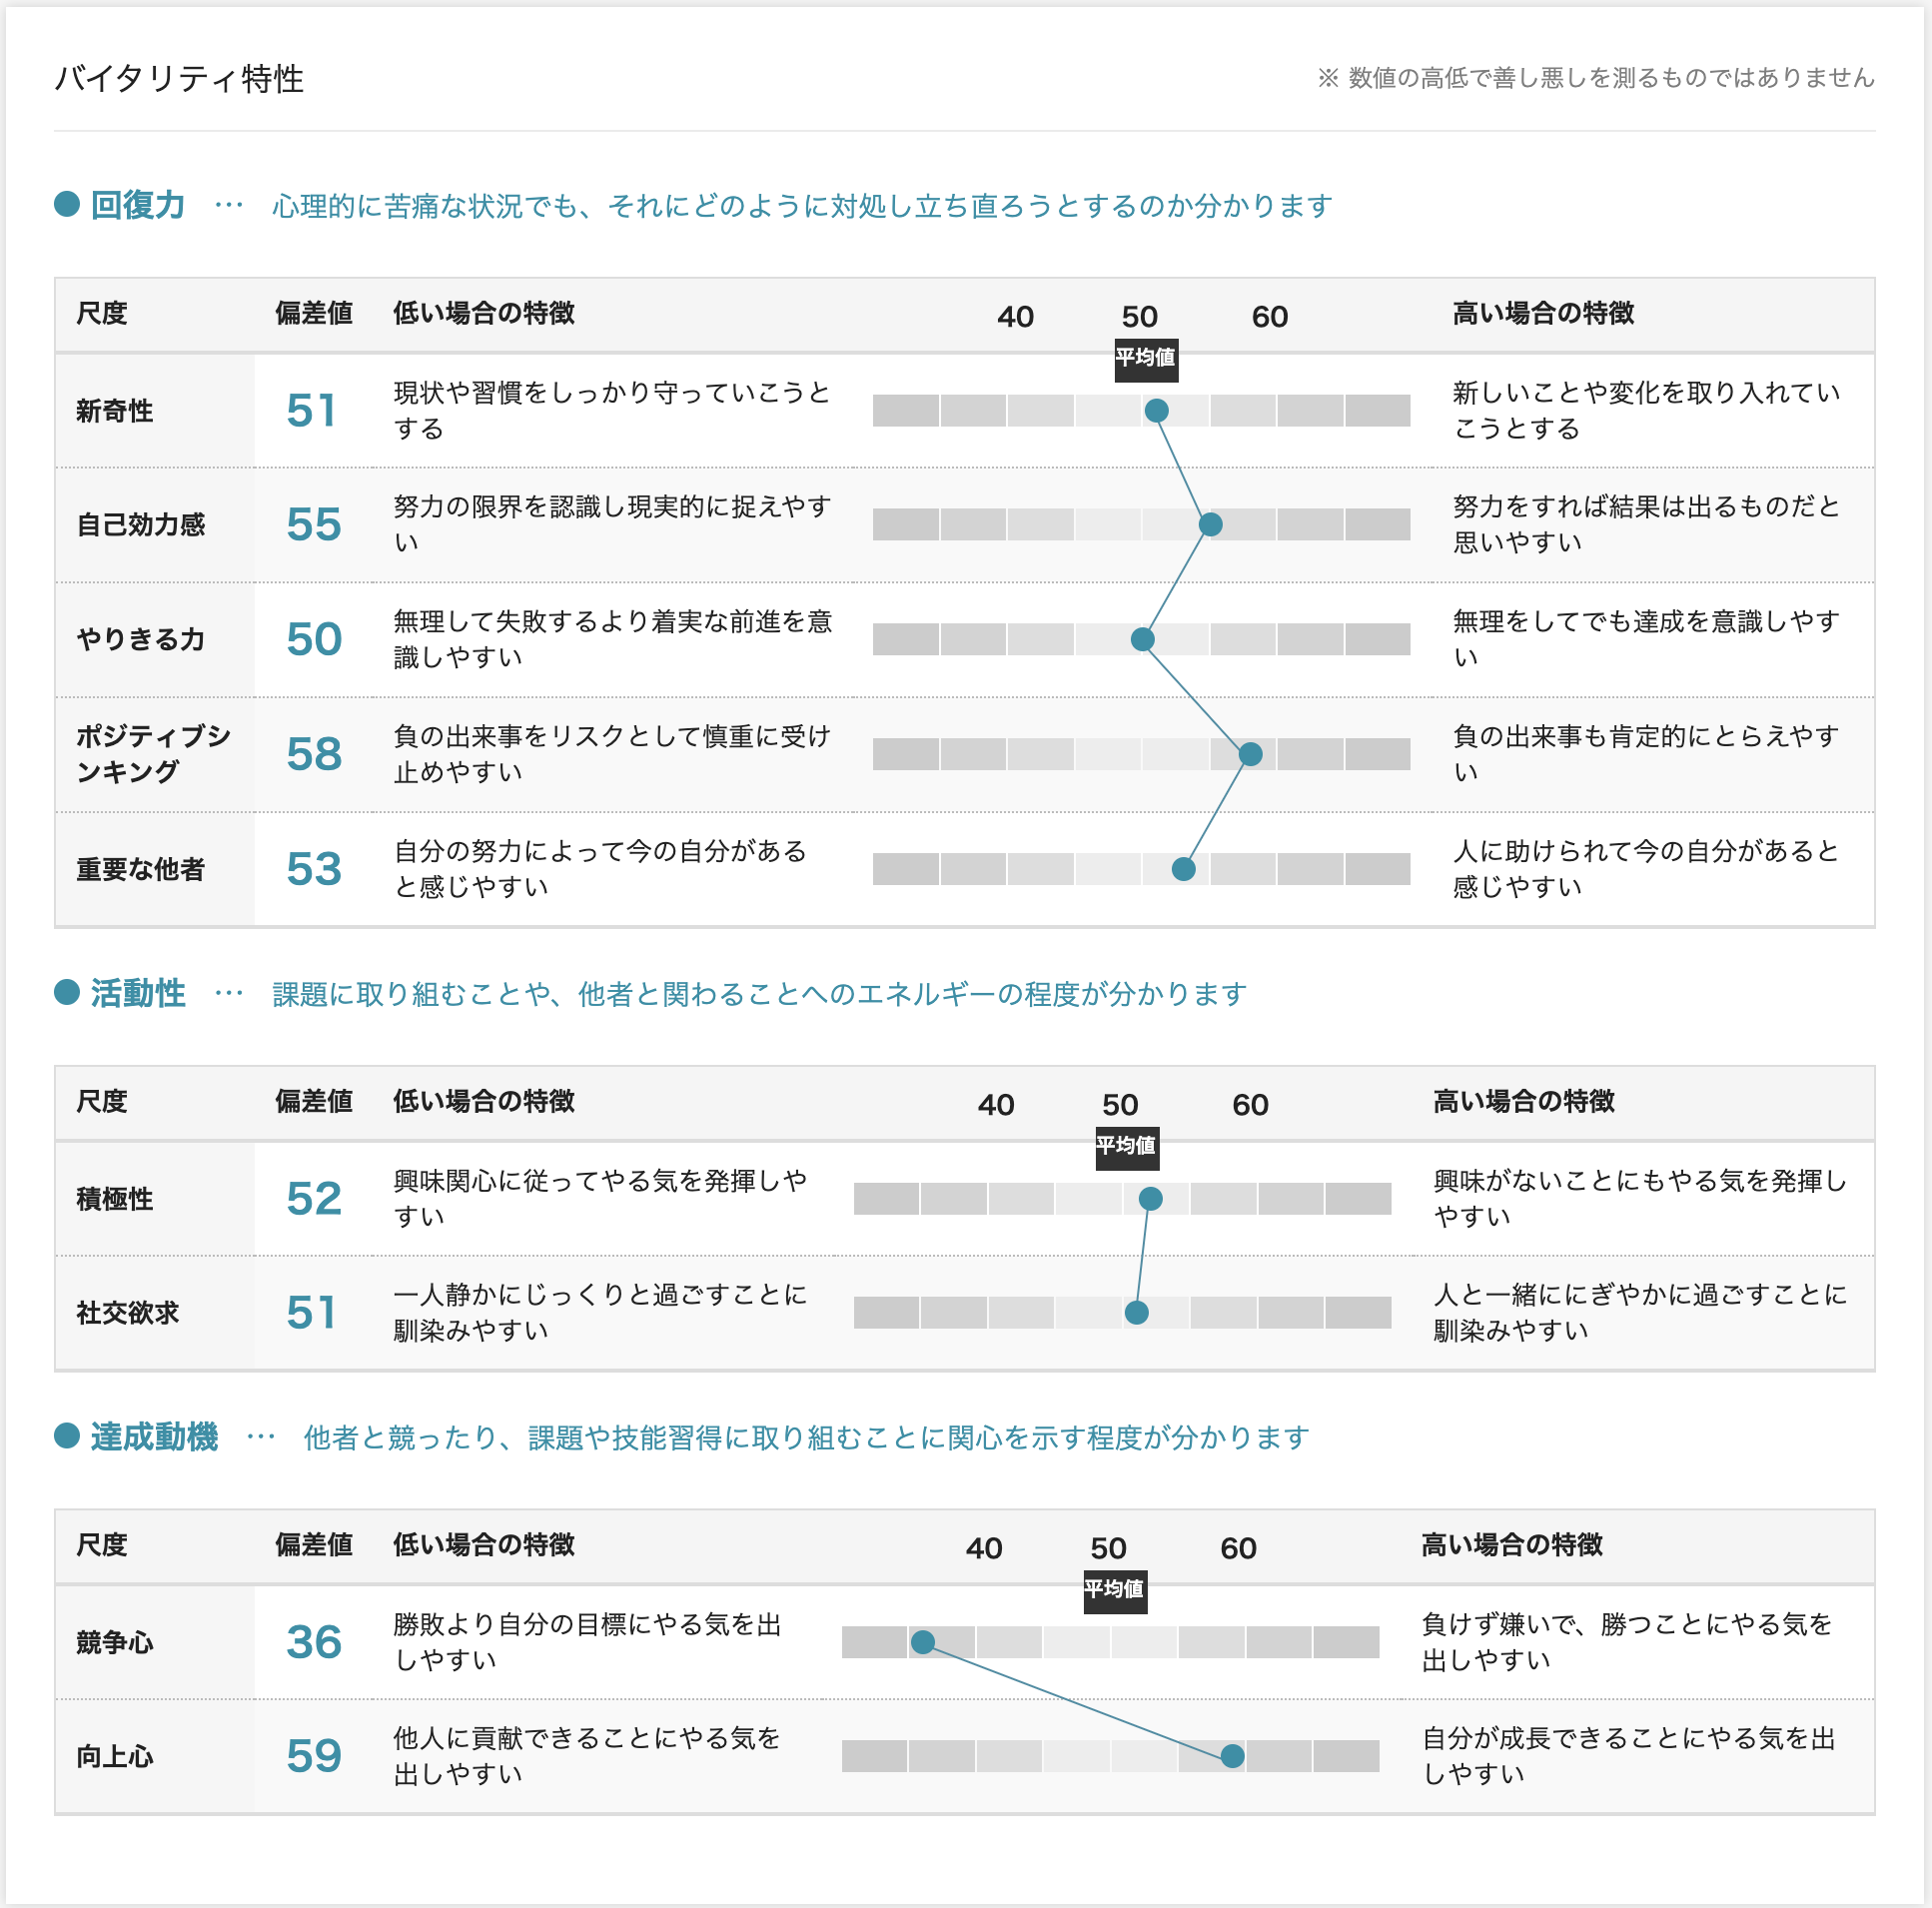 バイタリティ特性
※ 数値の高低で善し悪しを測るものではありません
● 回復力 … 心理的に苦痛な状況でも、それにどのように対処し立ち直ろうとするのか分かります
尺度 偏差値 低い場合の特徴 40 50 60 高い場合の特徴
平均値
新奇性 51 現状や習慣をしっかり守っていこうと 新しいことや変化を取り入れてい
する こうとする
自己効力感 55 努力の限界を認識し現実的に捉えやす 努力をすれば結果は出るものだと
い 思いやすい
やりきる力 50 無理して失敗するより着実な前進を意 無理をしてでも達成を意識しやす
識しやすい い
ポジティブシ 58 負の出来事をリスクとして慎重に受け 負の出来事も肯定的にとらえやす
ンキング 止めやすい い
重要な他者 53 自分の努力によって今の自分がある 人に助けられて今の自分があると
と感じやすい 感じやすい
● 活動性 … 課題に取り組むことや、他者と関わることへのエネルギーの程度が分かります
尺度 偏差値 低い場合の特徴 40 50 60 高い場合の特徴
平均値
積極性 52 興味関心に従ってやる気を発揮しや 興味がないことにもやる気を発揮し
すい やすい
社交欲求 51 一人静かにじっくりと過ごすことに 人と一緒ににぎやかに過ごすことに
馴染みやすい 馴染みやすい
● 達成動機 … 他者と競ったり、課題や技能習得に取り組むことに関心を示す程度が分かります
尺度 偏差値 低い場合の特徴 40 50 60 高い場合の特徴
平均値
競争心 36 勝敗より自分の目標にやる気を出 負けず嫌いで、勝つことにやる気を
しやすい 出しやすい
向上心 59 他人に貢献できることにやる気を 自分が成長できることにやる気を出
出しやすい しやすい